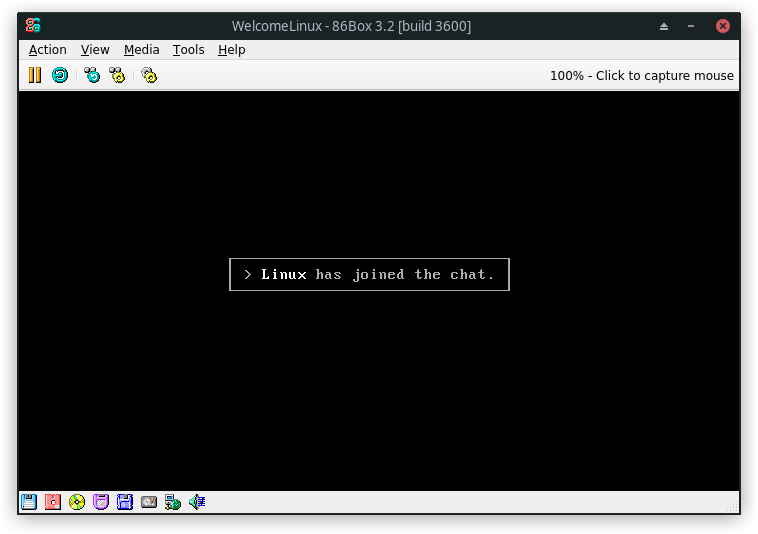 WelcomeLinux - 86Box 3.2 [build 3600]
Action View Media Tools Help
100% - Click to capture mouse
> Linux has joined the chat.